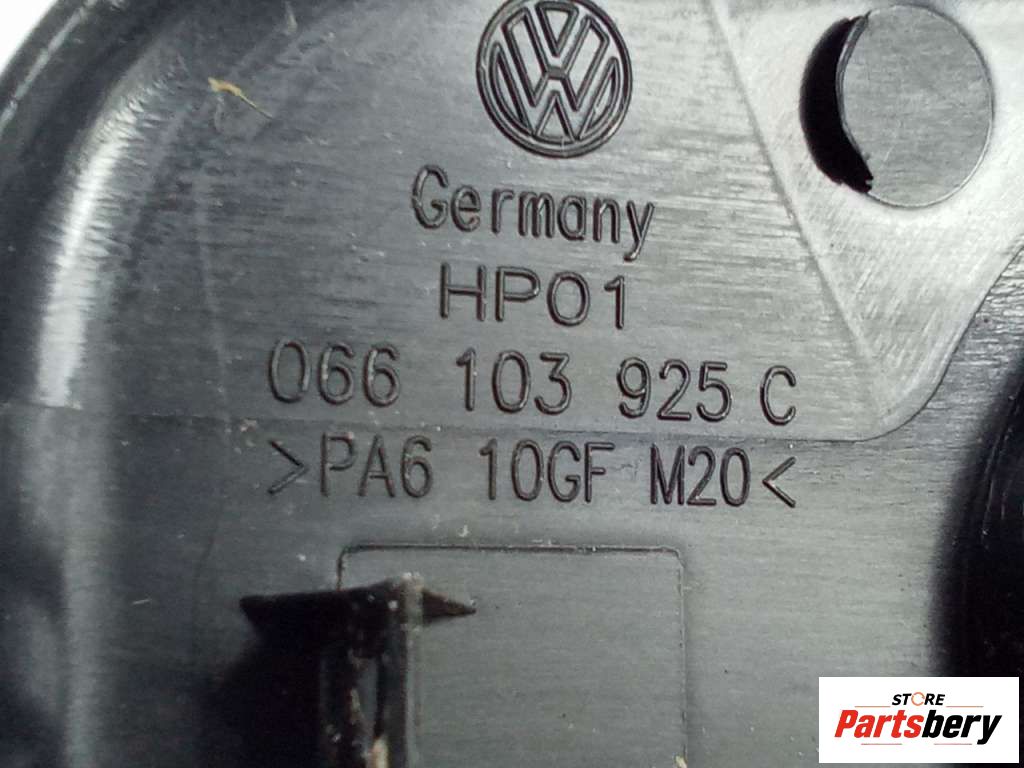 Germany
HP01
066 103 925 C
>PA6 10GF M20<
STORE
Partsbery